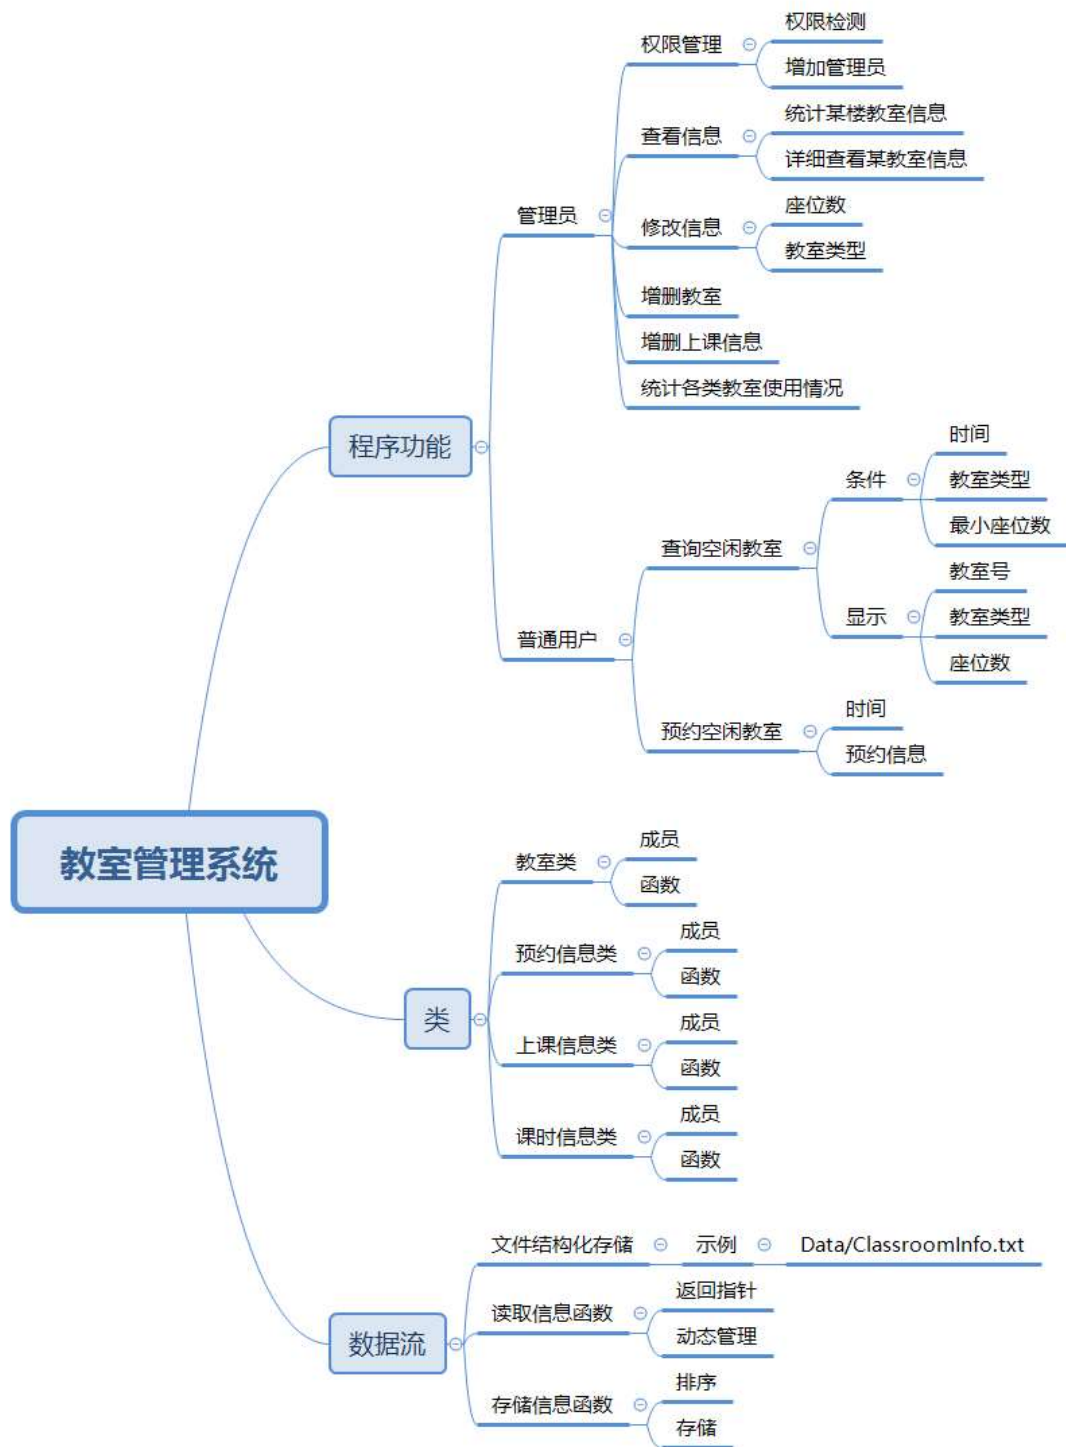 权限检测
权限管理
增加管理员
统计某楼教室信息
查看信息
详细查看某教室信息
管理员
座位数
修改信息
教室类型
增删教室
增删上课信息
统计各类教室使用情况
程序功能
时间
条件
教室类型
最小座位数
查询空闲教室
教室号
显示
教室类型
普通用户
座位数
时间
预约空闲教室
预约信息
教室管理系统
成员
教室类
函数
成员
预约信息类
函数
类
成员
上课信息类
函数
成员
课时信息类
函数
文件结构化存储
示例
Data/ClassroomInfo.txt
返回指针
读取信息函数
动态管理
数据流
排序
存储信息函数
存储